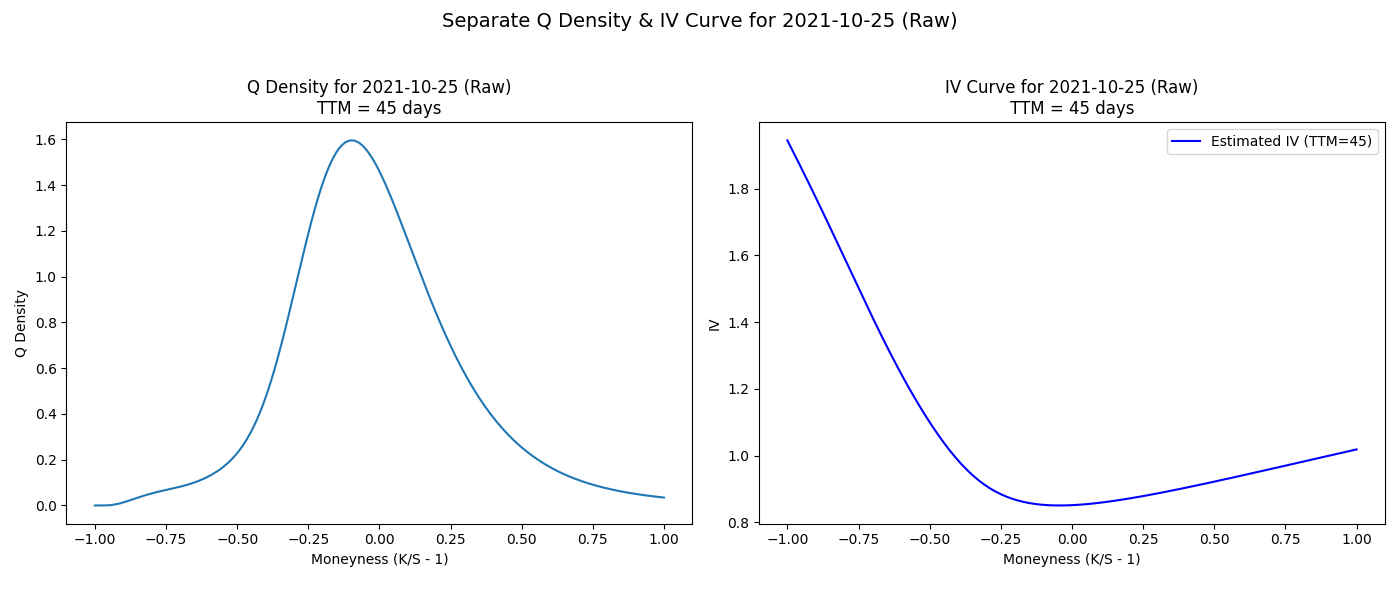 Separate Q Density & IV Curve for 2021-10-25 (Raw)
Q Density for 2021-10-25 (Raw)
TTM = 45 days
1.6
1.4
1.2
1.0
0.8
0.6
0.4
0.2
0.0
Q Density
−1.00 −0.75 −0.50 −0.25 0.00 0.25 0.50 0.75 1.00
Moneyness (K/S - 1)
IV Curve for 2021-10-25 (Raw)
TTM = 45 days
Estimated IV (TTM=45)
1.8
1.6
1.4
1.2
1.0
0.8
IV
−1.00 −0.75 −0.50 −0.25 0.00 0.25 0.50 0.75 1.00
Moneyness (K/S - 1)